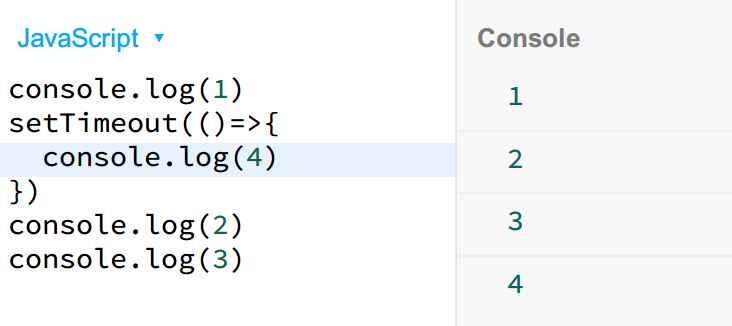 JavaScript ▼
console.log(1)
setTimeout(()=>{
  console.log(4)
})
console.log(2)
console.log(3)
Console
1
2
3
4